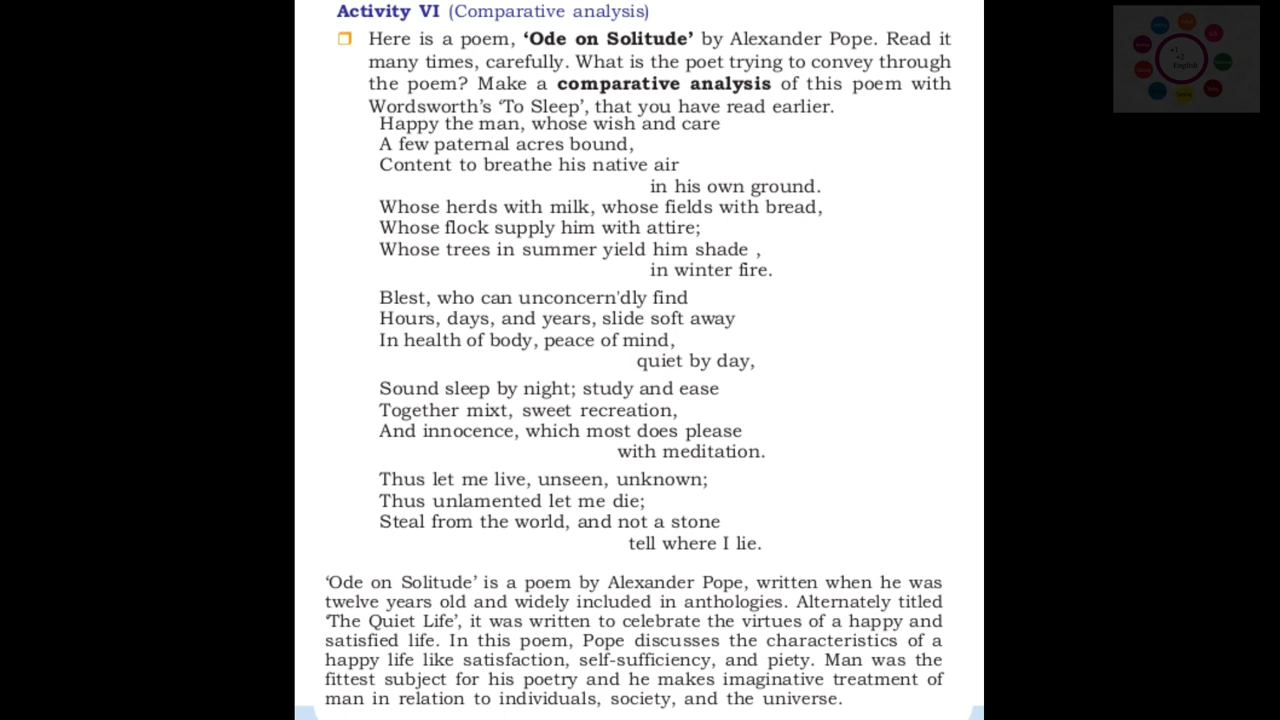 Activity VI (Comparative analysis)
Here is a poem, ‘Ode on Solitude’ by Alexander Pope. Read it
many times, carefully. What is the poet trying to convey through
the poem? Make a comparative analysis of this poem with
Wordsworth’s ‘To Sleep’, that you have read earlier.
Happy the man, whose wish and care
A few paternal acres bound,
Content to breathe his native air
in his own ground.
Whose herds with milk, whose fields with bread,
Whose flock supply him with attire;
Whose trees in summer yield him shade ,
in winter fire.
Blest, who can unconcern'dly find
Hours, days, and years, slide soft away
In health of body, peace of mind,
quiet by day,
Sound sleep by night; study and ease
Together mixt, sweet recreation,
And innocence, which most does please
with meditation.
Thus let me live, unseen, unknown;
Thus unlamented let me die;
Steal from the world, and not a stone
tell where I lie.
‘Ode on Solitude’ is a poem by Alexander Pope, written when he was
twelve years old and widely included in anthologies. Alternately titled
‘The Quiet Life’, it was written to celebrate the virtues of a happy and
satisfied life. In this poem, Pope discusses the characteristics of a
happy life like satisfaction, self-sufficiency, and piety. Man was the
fittest subject for his poetry and he makes imaginative treatment of
man in relation to individuals, society, and the universe.
+1
+2
English